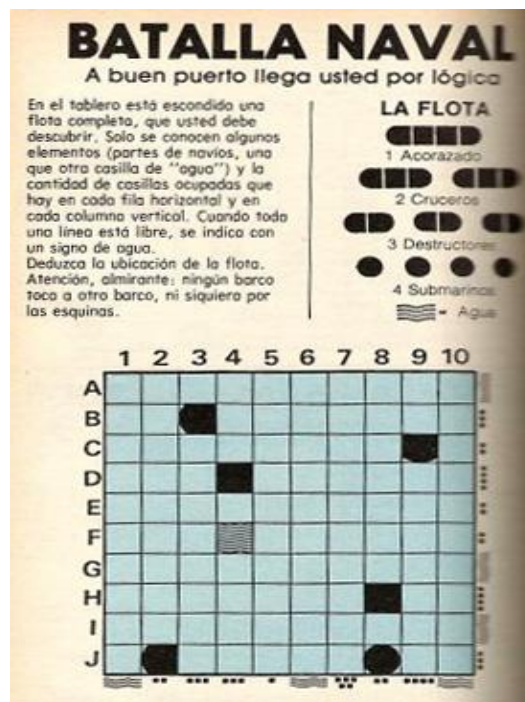 BATALLA NAVAL
A buen puerto llega usted por lógica
En el tablero está escondida una
flota completa, que usted debe
descubrir. Solo se conocen algunos
elementos (partes de navíos, una
que otra casilla de "agua") y la
cantidad de casillas ocupadas que
hay en cada fila horizontal y en
cada columna vertical. Cuando toda
una línea está libre, se indica con
un signo de agua.
Deduzca la ubicación de la flota.
Atención, almirante: ningún barco
toca a otro barco, ni siquiera por
las esquinas.
LA FLOTA
1 Acorazado
2 Cruceros
3 Destructores
4 Submarinos
= Agua
1 2 3 4 5 6 7 8 9 10
A
B
C
D
E
F
G
H
I
J